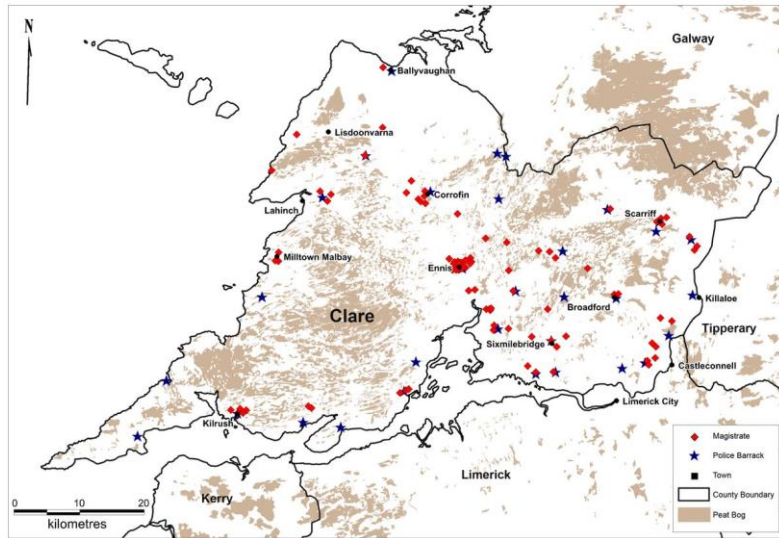 N
Galway
Ballyvaughan
Lisdoonvarna
Corrofin
Lahinch
Scarriff
Milltown Malbay
Ennis
Clare
Broadford
Killaloe
Tipperary
Sixmilebridge
Castleconnell
Limerick City
Kilrush
Limerick
Kerry
0 10 20
kilometres
Magistrate
Police Barrack
Town
County Boundary
Peat Bog